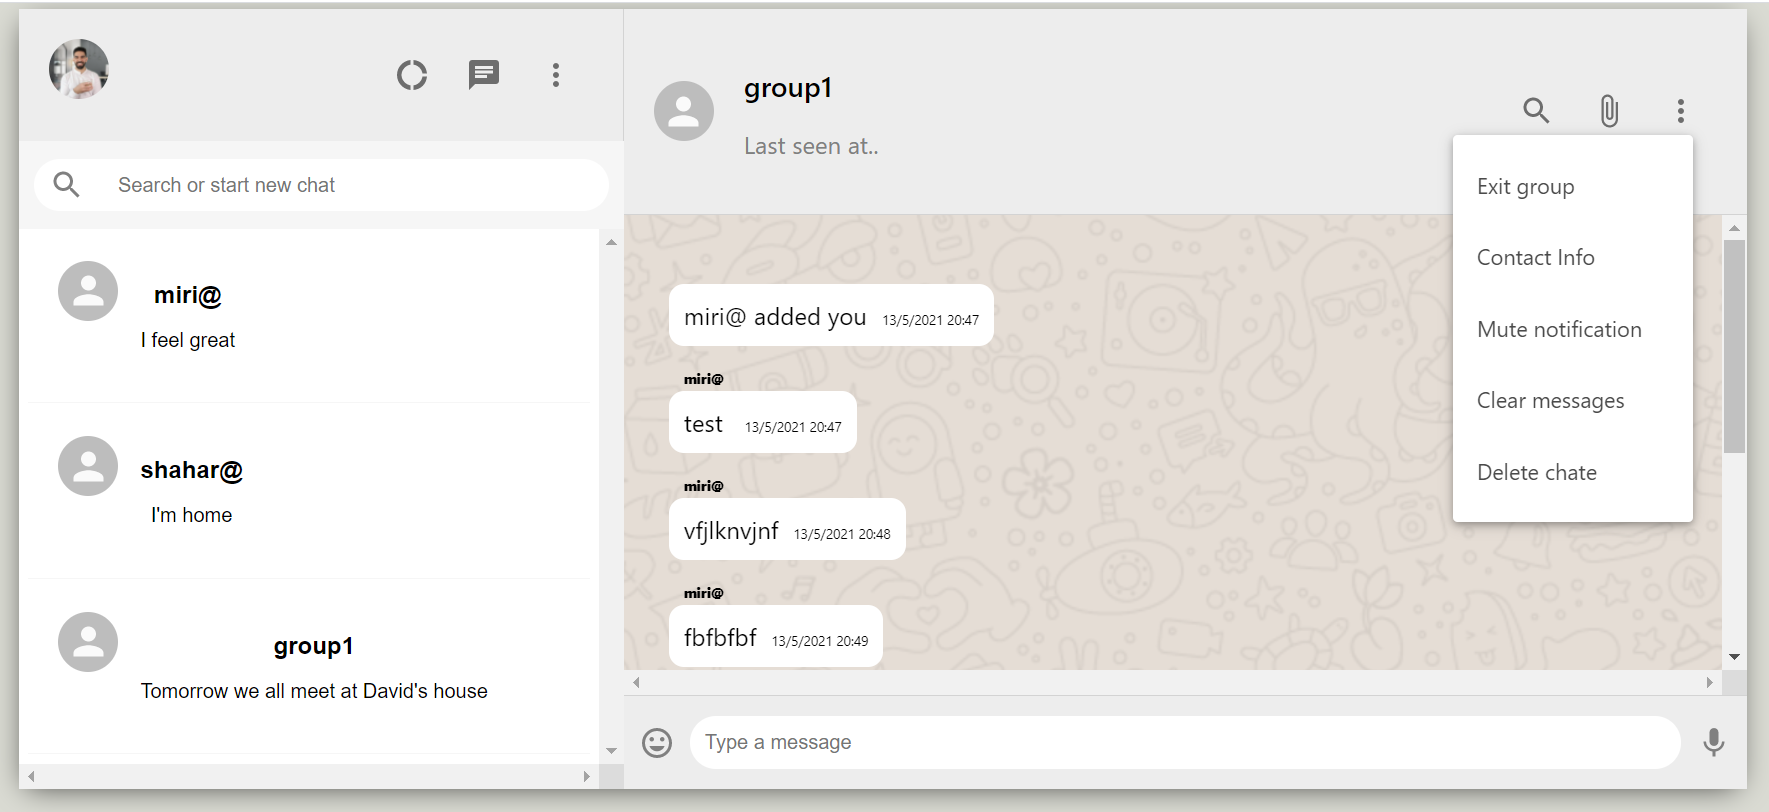 Search or start new chat
miri@
I feel great
shahar@
I'm home
group1
Tomorrow we all meet at David's house
group1
Last seen at..
Exit group
Contact Info
Mute notification
Clear messages
Delete chate
miri@ added you 13/5/2021 20:47
miri@
test 13/5/2021 20:47
miri@
vfjlknvjnf 13/5/2021 20:48
miri@
fbfbfbf 13/5/2021 20:49
Type a message